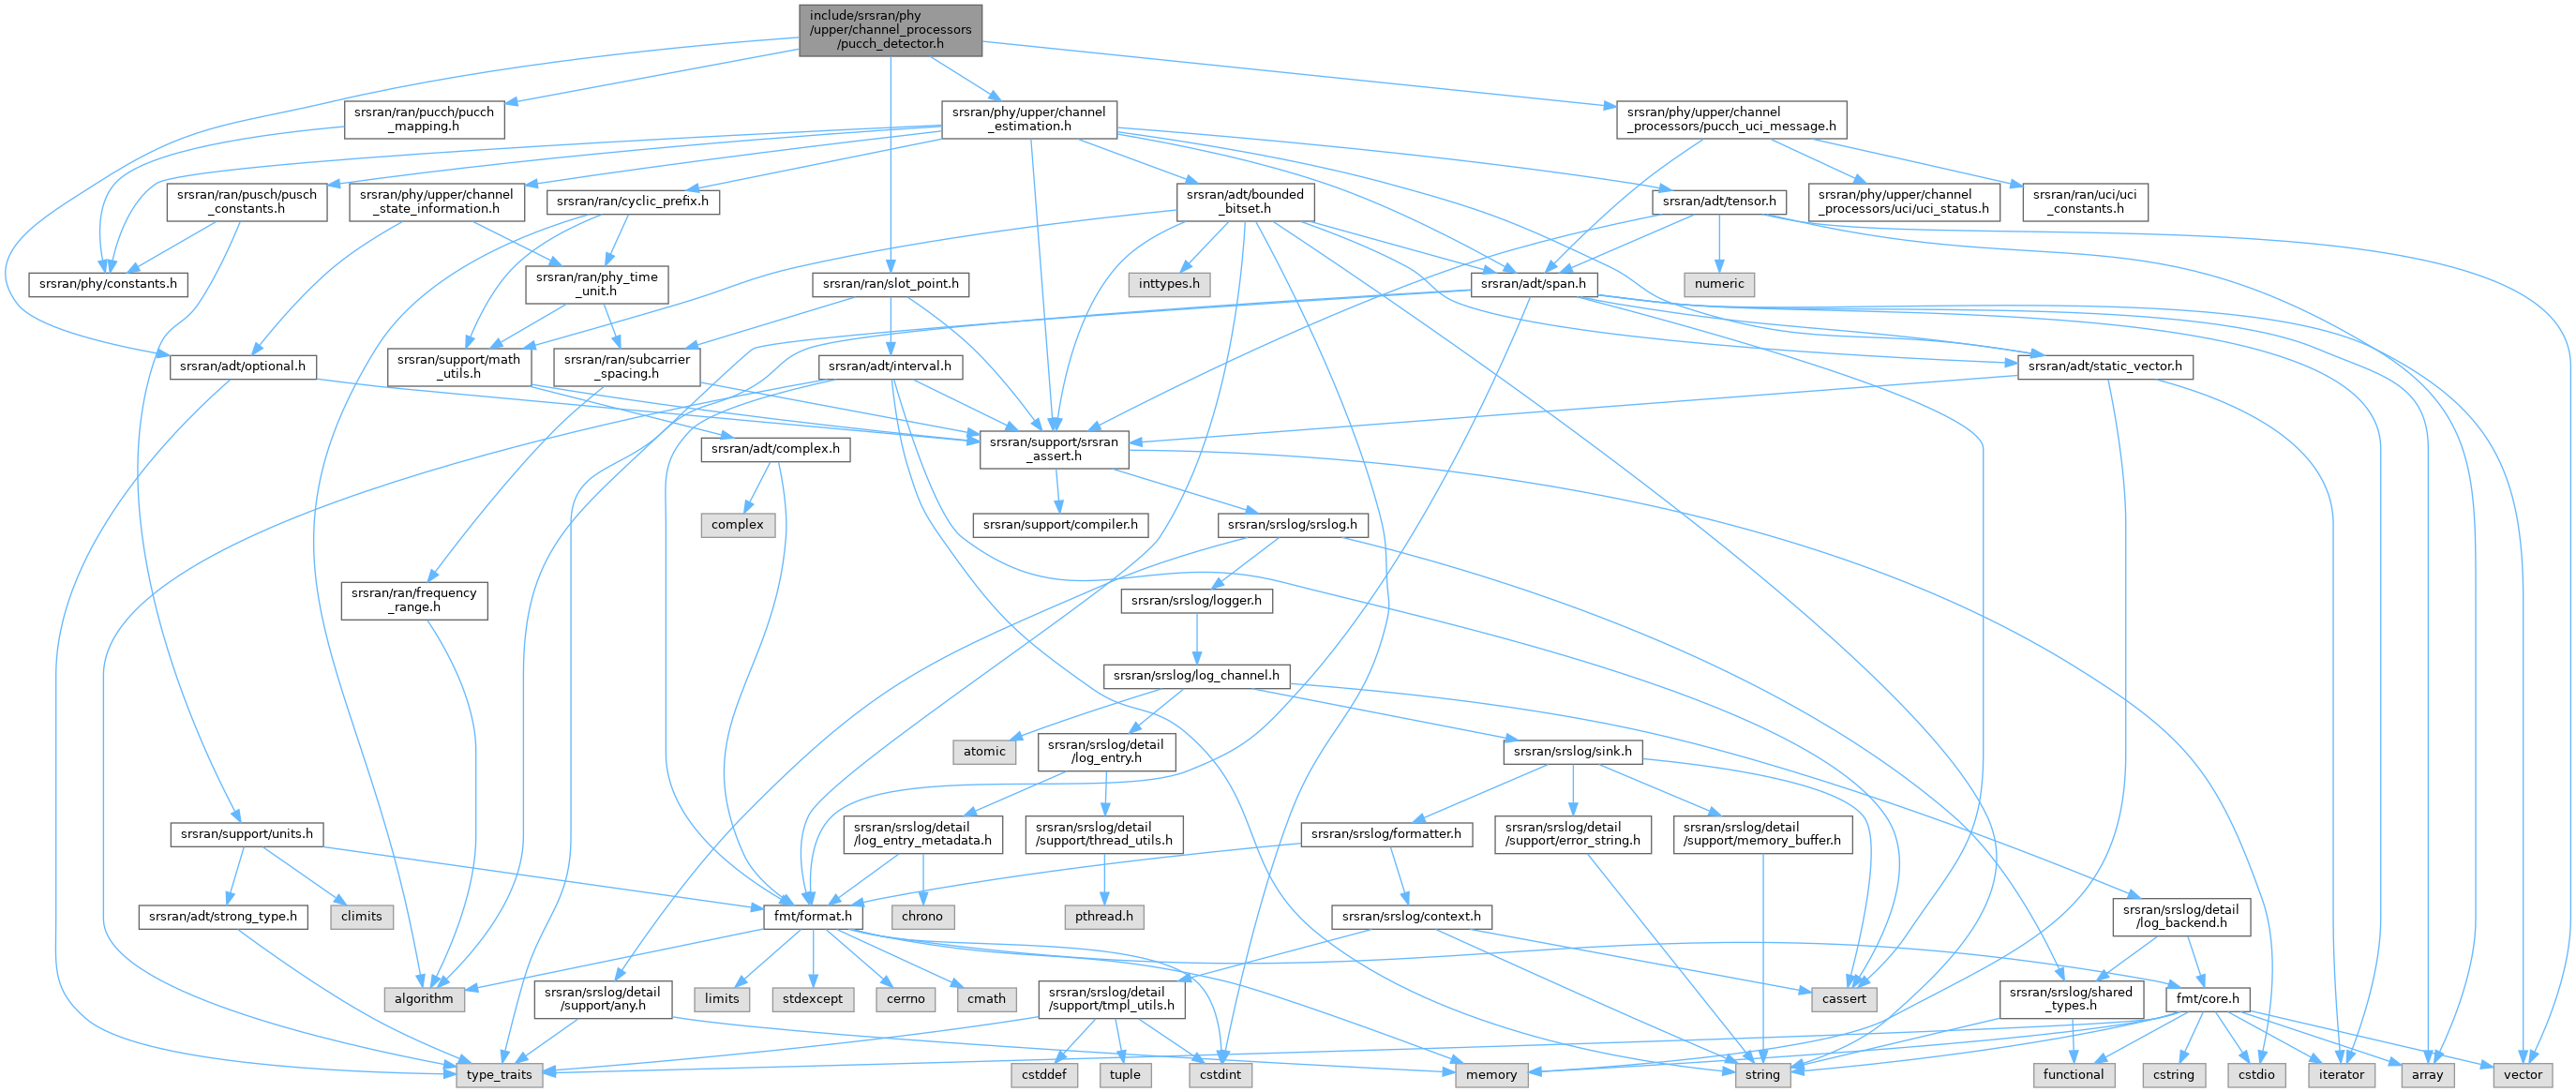 include/srsran/phy
/upper/channel_processors
/pucch_detector.h
srsran/ran/pucch/pucch
_mapping.h
srsran/phy/upper/channel
_estimation.h
srsran/phy/upper/channel
_processors/pucch_uci_message.h
srsran/ran/pusch/pusch
_constants.h
srsran/phy/upper/channel
_state_information.h
srsran/ran/cyclic_prefix.h
srsran/adt/bounded
_bitset.h
srsran/adt/tensor.h
srsran/phy/upper/channel
_processors/uci/uci_status.h
srsran/ran/uci/uci
_constants.h
srsran/phy/constants.h
srsran/ran/phy_time
_unit.h
srsran/ran/slot_point.h
inttypes.h
srsran/adt/span.h
numeric
srsran/adt/optional.h
srsran/support/math
_utils.h
srsran/ran/subcarrier
_spacing.h
srsran/adt/interval.h
srsran/adt/static_vector.h
srsran/adt/complex.h
srsran/support/srsran
_assert.h
complex
srsran/support/compiler.h
srsran/srslog/srslog.h
srsran/ran/frequency
_range.h
srsran/srslog/logger.h
srsran/srslog/log_channel.h
atomic
srsran/srslog/detail
/log_entry.h
srsran/srslog/sink.h
srsran/support/units.h
srsran/srslog/detail
/log_entry_metadata.h
srsran/srslog/detail
/support/thread_utils.h
srsran/srslog/formatter.h
srsran/srslog/detail
/support/error_string.h
srsran/srslog/detail
/support/memory_buffer.h
srsran/adt/strong_type.h
climits
fmt/format.h
chrono
pthread.h
srsran/srslog/context.h
srsran/srslog/detail
/log_backend.h
algorithm
srsran/srslog/detail
/support/any.h
limits
stdexcept
cerrno
cmath
srsran/srslog/detail
/support/tmpl_utils.h
cassert
srsran/srslog/shared
_types.h
fmt/core.h
type_traits
cstddef
tuple
cstdint
memory
string
functional
cstring
cstdio
iterator
array
vector